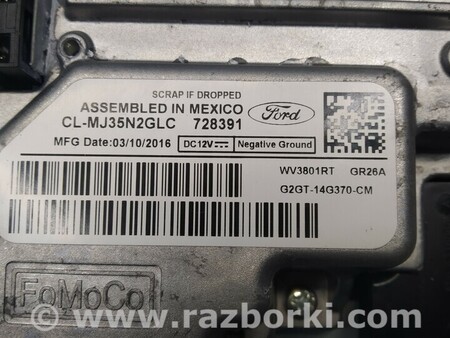 SCRAP IF DROPPED
ASSEMBLED IN MEXICO
Ford
CL-MJ35N2GLC 728391
MFG Date:03/10/2016 DC12V Negative Ground
WV3801RT GR26A
G2GT-14G370-CM
FoMoCo
www.razborki.com